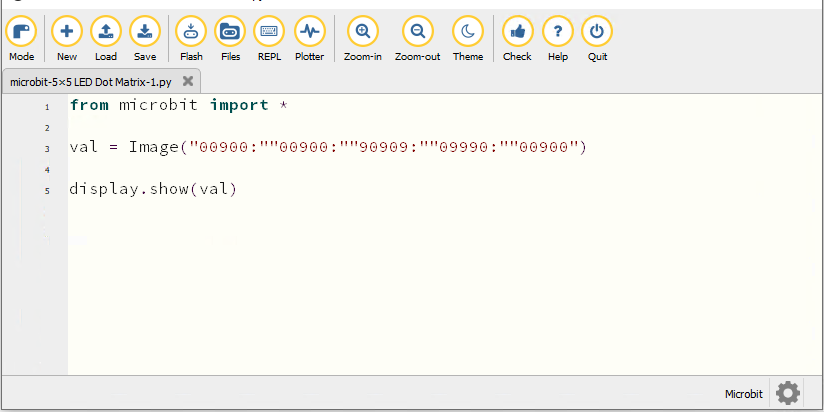 Mode New Load Save Flash Files REPL Plotter Zoom-in Zoom-out Theme Check Help Quit
microbit-5×5 LED Dot Matrix-1.py
1 from microbit import *
2
3 val = Image("00900:""00900:""90909:""09990:""00900")
4
5 display.show(val)
Microbit